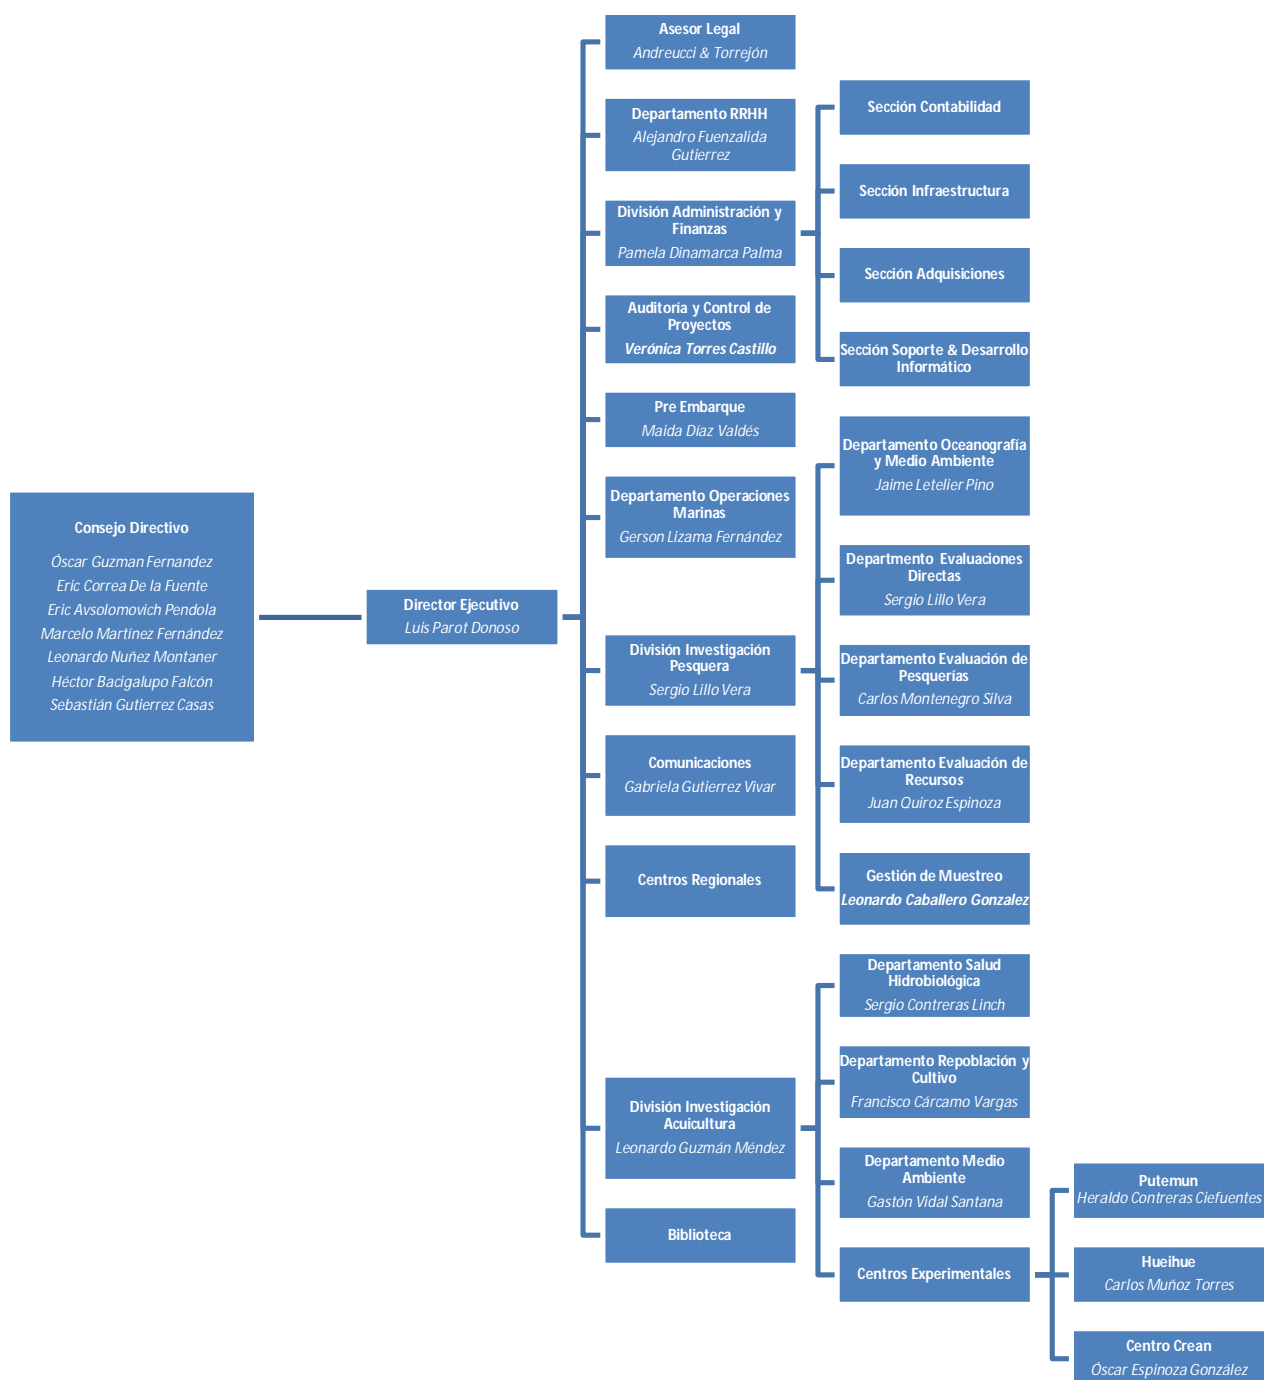 Consejo Directivo
Óscar Guzman Fernandez
Eric Correa De la Fuente
Eric Avsolomovich Pendola
Marcelo Martínez Fernández
Leonardo Nuñez Montaner
Héctor Bacigalupo Falcón
Sebastián Gutierrez Casas
Director Ejecutivo
Luis Parot Donoso
Asesor Legal
Andreucci & Torrejón
Departamento RRHH
Alejandro Fuenzalida
Gutierrez
División Administración y
Finanzas
Pamela Dinamarca Palma
Sección Contabilidad
Sección Infraestructura
Sección Adquisiciones
Sección Soporte & Desarrollo
Informático
Auditoría y Control de
Proyectos
Verónica Torres Castillo
Pre Embarque
Maida Díaz Valdés
Departamento Operaciones
Marinas
Gerson Lizama Fernández
División Investigación
Pesquera
Sergio Lillo Vera
Departamento Oceanografía
y Medio Ambiente
Jaime Letelier Pino
Departmento Evaluaciones
Directas
Sergio Lillo Vera
Departamento Evaluación de
Pesquerías
Carlos Montenegro Silva
Departamento Evaluación de
Recursos
Juan Quiroz Espinoza
Gestión de Muestreo
Leonardo Caballero Gonzalez
Comunicaciones
Gabriela Gutierrez Vivar
Centros Regionales
División Investigación
Acuicultura
Leonardo Guzmán Méndez
Departamento Salud
Hidrobiológica
Sergio Contreras Linch
Departamento Repoblación y
Cultivo
Francisco Cárcamo Vargas
Departamento Medio
Ambiente
Gastón Vidal Santana
Centros Experimentales
Putemun
Heraldo Contreras Ciefuentes
Hueihue
Carlos Muñoz Torres
Centro Crean
Óscar Espinoza González
Biblioteca